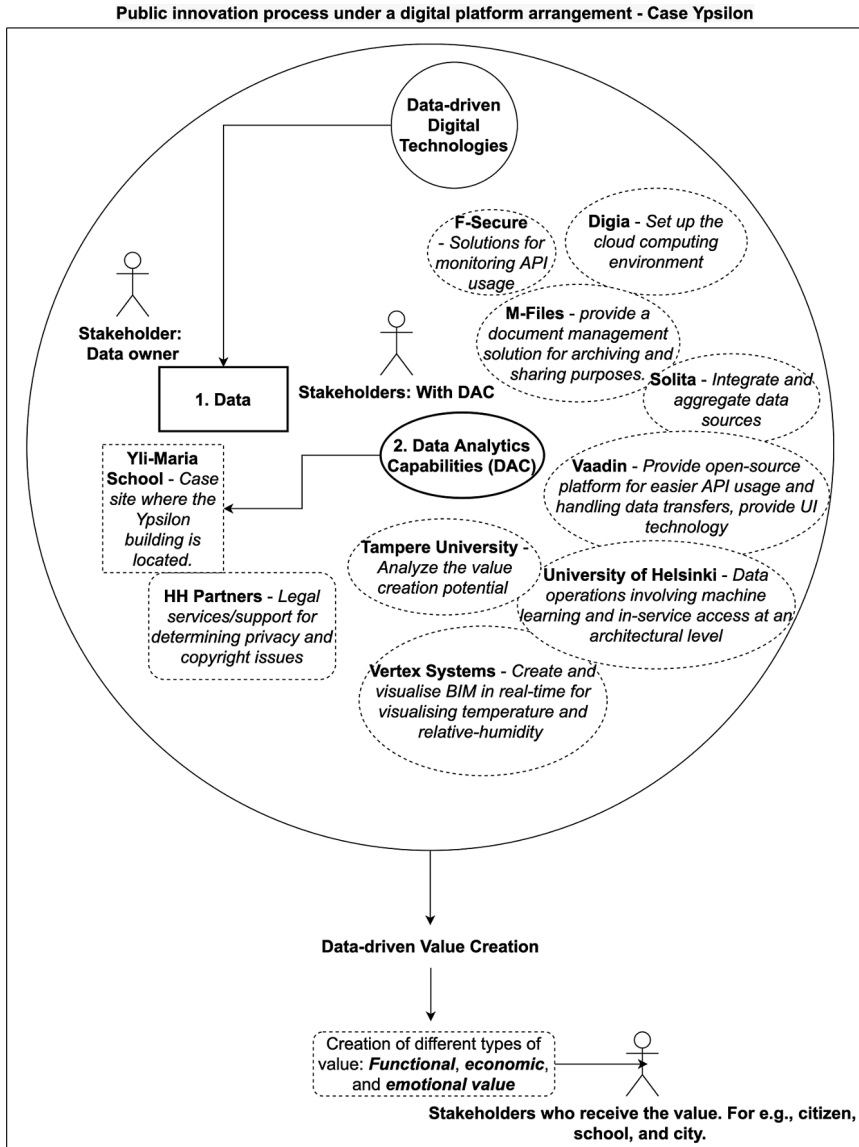 Public innovation process under a digital platform arrangement - Case Ypsilon
Data-driven
Digital
Technologies
F-Secure
- Solutions for
monitoring API
usage
Digia - Set up the
cloud computing
environment
Stakeholder:
Data owner
M-Files - provide a
document management
solution for archiving and
sharing purposes.
1. Data
Stakeholders: With DAC
Solita - Integrate and
aggregate data
sources
2. Data Analytics
Capabilities (DAC)
Yli-Maria
School - Case
site where the
Ypsilon
building is
located.
Vaadin - Provide open-source
platform for easier API usage and
handling data transfers, provide UI
technology
Tampere University -
Analyze the value
creation potential
University of Helsinki - Data
operations involving machine
learning and in-service access at an
architectural level
HH Partners - Legal
services/support for
determining privacy and
copyright issues
Vertex Systems - Create and
visualise BIM in real-time for
visualising temperature and
relative-humidity
Data-driven Value Creation
Creation of different types of
value: Functional, economic,
and emotional value
Stakeholders who receive the value. For e.g., citizen,
school, and city.